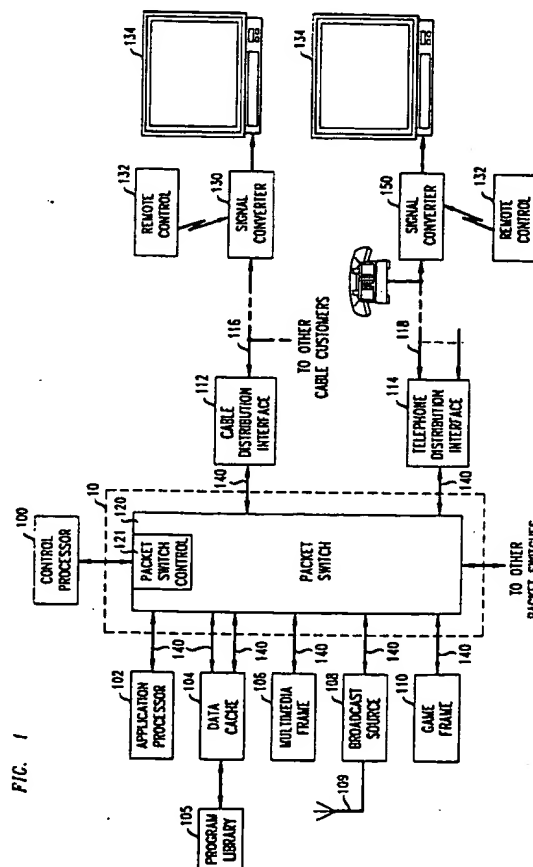 FIG. 1
100
CONTROL
PROCESSOR
10
120
121
PACKET
SWITCH
CONTROL
PACKET
SWITCH
102
APPLICATION
PROCESSOR
140
104
DATA
CACHE
140
140
105
PROGRAM
LIBRARY
106
MULTIMEDIA
FRAME
140
108
BROADCAST
SOURCE
140
109
110
GAME
FRAME
140
TO OTHER
PACKET SWITCHES
140
112
CABLE
DISTRIBUTION
INTERFACE
116
TO OTHER
CABLE CUSTOMERS
132
REMOTE
CONTROL
130
SIGNAL
CONVERTER
134
140
114
TELEPHONE
DISTRIBUTION
INTERFACE
118
150
SIGNAL
CONVERTER
132
REMOTE
CONTROL
134